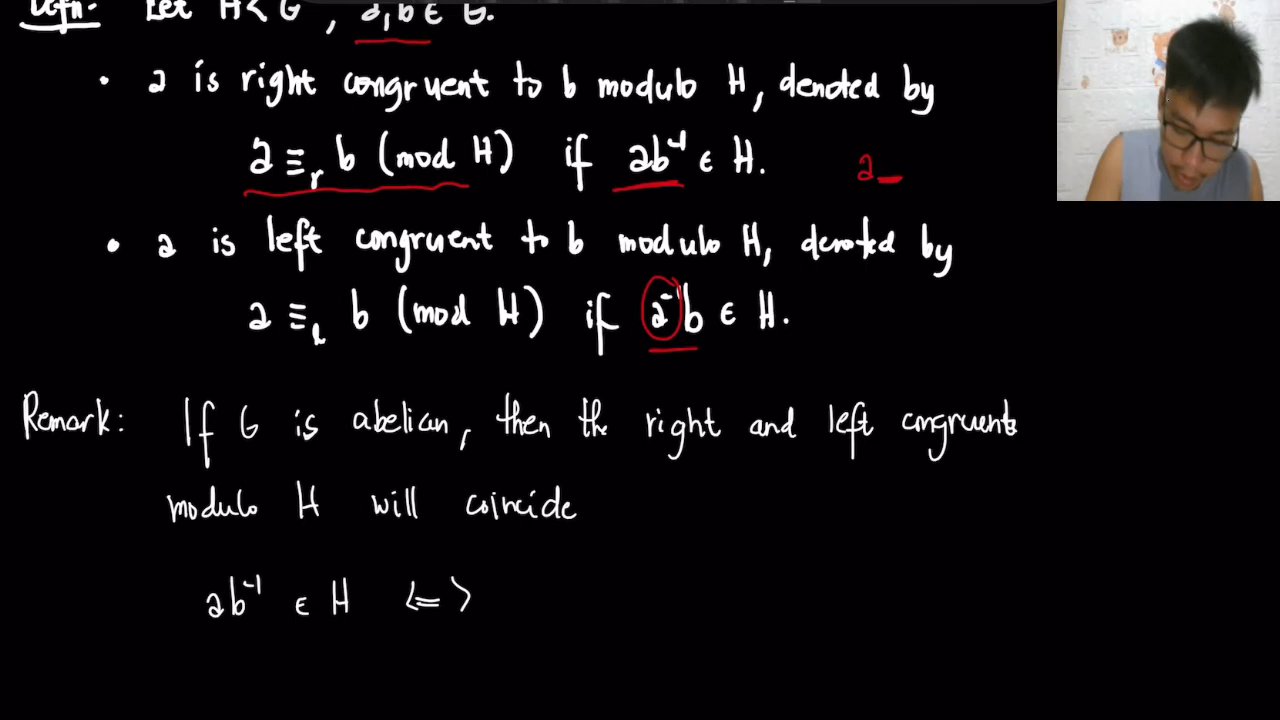 Defn: Let H < G, a, b ∈ G.
• a is right congruent to b modulo H, denoted by
a ≡r b (mod H) if ab⁻¹ ∈ H. a
• a is left congruent to b modulo H, denoted by
a ≡l b (mod H) if a⁻¹b ∈ H.
Remark: If G is abelian, then the right and left congruents
modulo H will coincide
ab⁻¹ ∈ H <=>